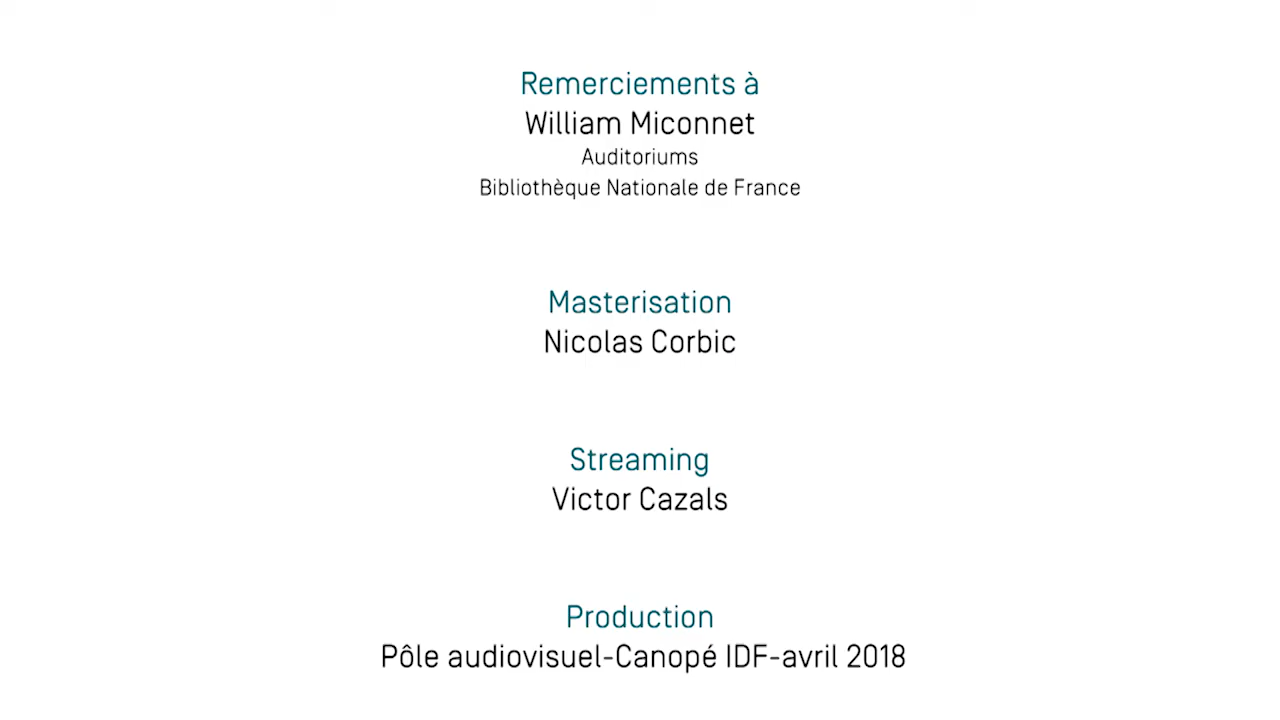 Remerciements à
William Miconnet
Auditoriums
Bibliothèque Nationale de France
Masterisation
Nicolas Corbic
Streaming
Victor Cazals
Production
Pôle audiovisuel-Canopé IDF-avril 2018